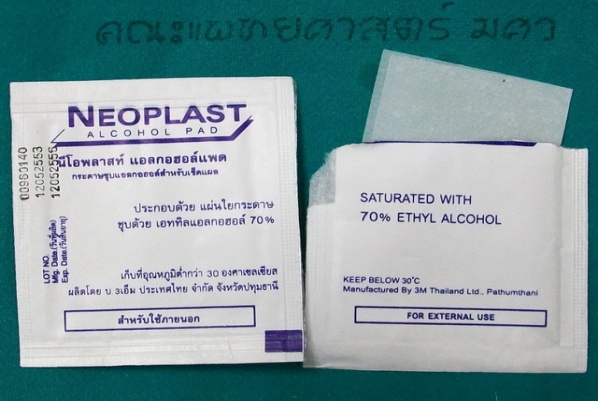 คณะแพทยศาสตร์ มศว
NEOPLAST
ALCOHOL PAD
นีโอพลาสท์ แอลกอฮอล์แพด
กระดาษชุบแอลกอฮอล์สำหรับเช็ดแผล
ประกอบด้วย แผ่นใยกระดาษ
ชุบด้วย เอททิลแอลกอฮอล์ 70%
เก็บที่อุณหภูมิต่ำกว่า 30 องศาเซลเซียส
ผลิตโดย บ.3เอ็ม ประเทศไทย จำกัด จังหวัดปทุมธานี
สำหรับใช้ภายนอก
LOT NO. 00980140
Mfg. Date.(วันที่ผลิต) 12052553
Exp. Date.(วันสิ้นอายุ) 12052555
SATURATED WITH
70% ETHYL ALCOHOL
KEEP BELOW 30°C
Manufactured By 3M Thailand Ltd., Pathumthani
FOR EXTERNAL USE